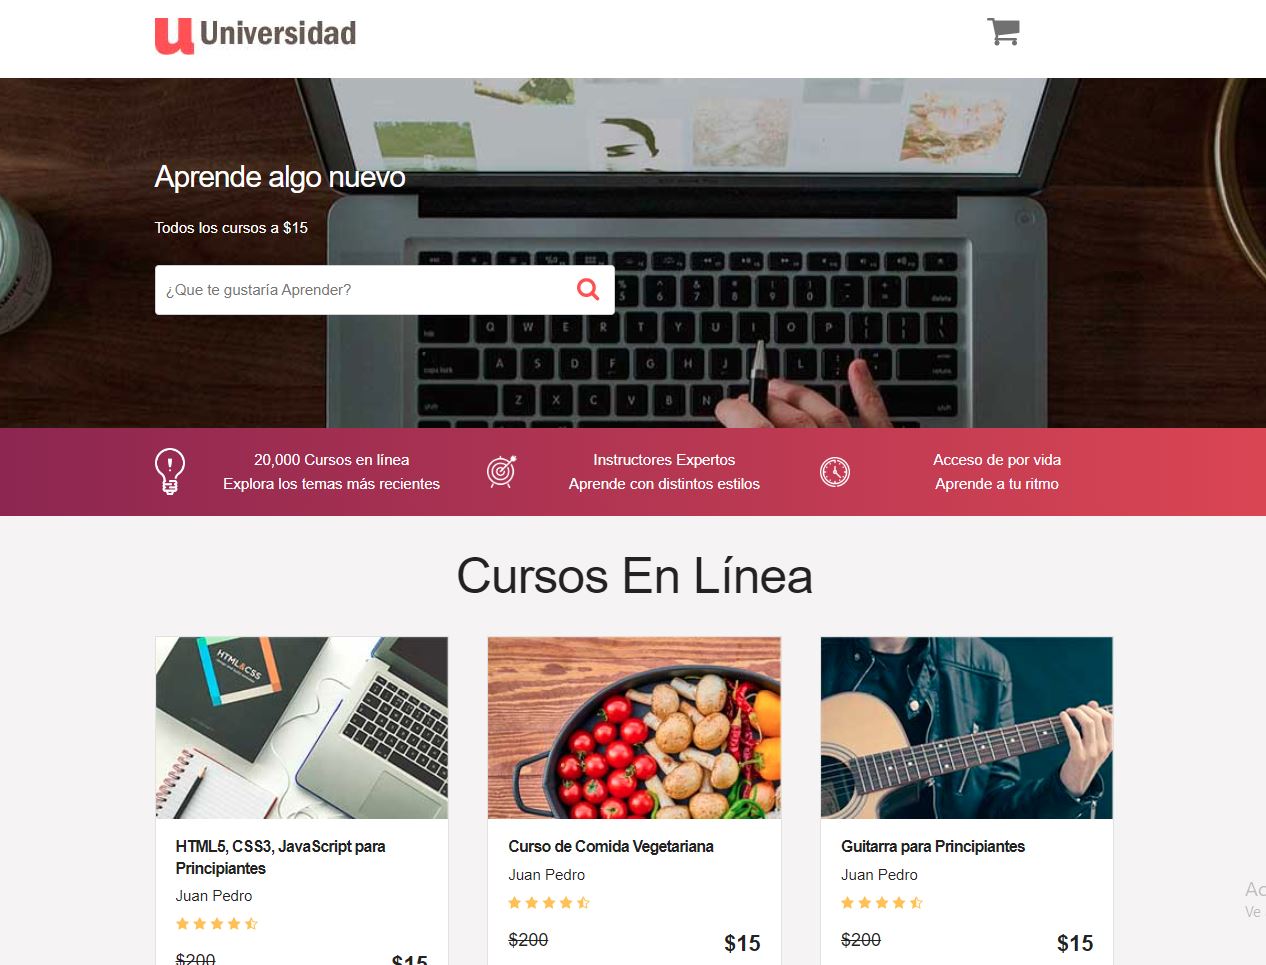 Universidad
Aprende algo nuevo
Todos los cursos a $15
¿Que te gustaría Aprender?
20,000 Cursos en línea
Explora los temas más recientes
Instructores Expertos
Aprende con distintos estilos
Acceso de por vida
Aprende a tu ritmo
Cursos En Línea
HTML&CSS
HTML5, CSS3, JavaScript para
Principiantes
Juan Pedro
$200 $15
Curso de Comida Vegetariana
Juan Pedro
$200 $15
Guitarra para Principiantes
Juan Pedro
$200 $15
Ve